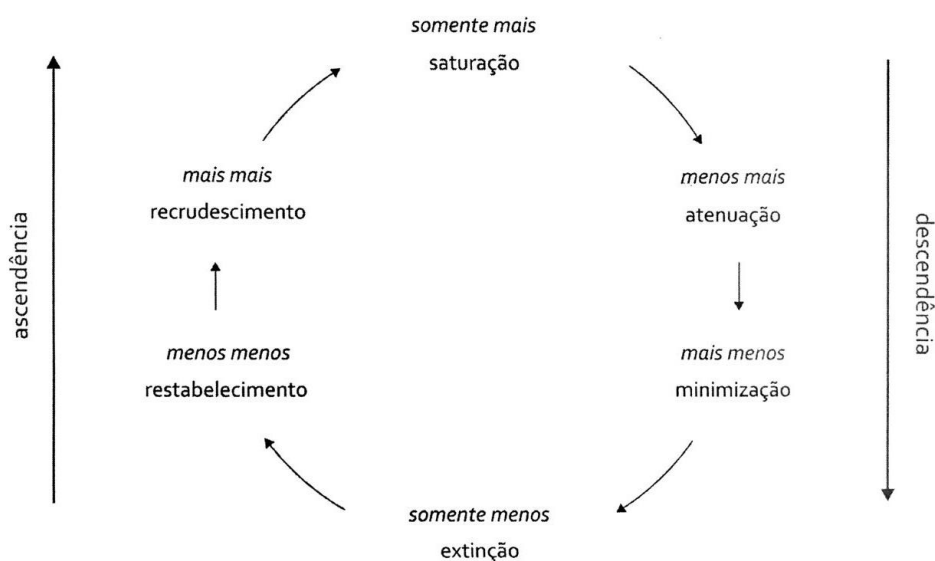 somente mais
saturação
mais mais
recrudescimento
menos mais
atenuação
ascendência
descendência
menos menos
restabelecimento
mais menos
minimização
somente menos
extinção